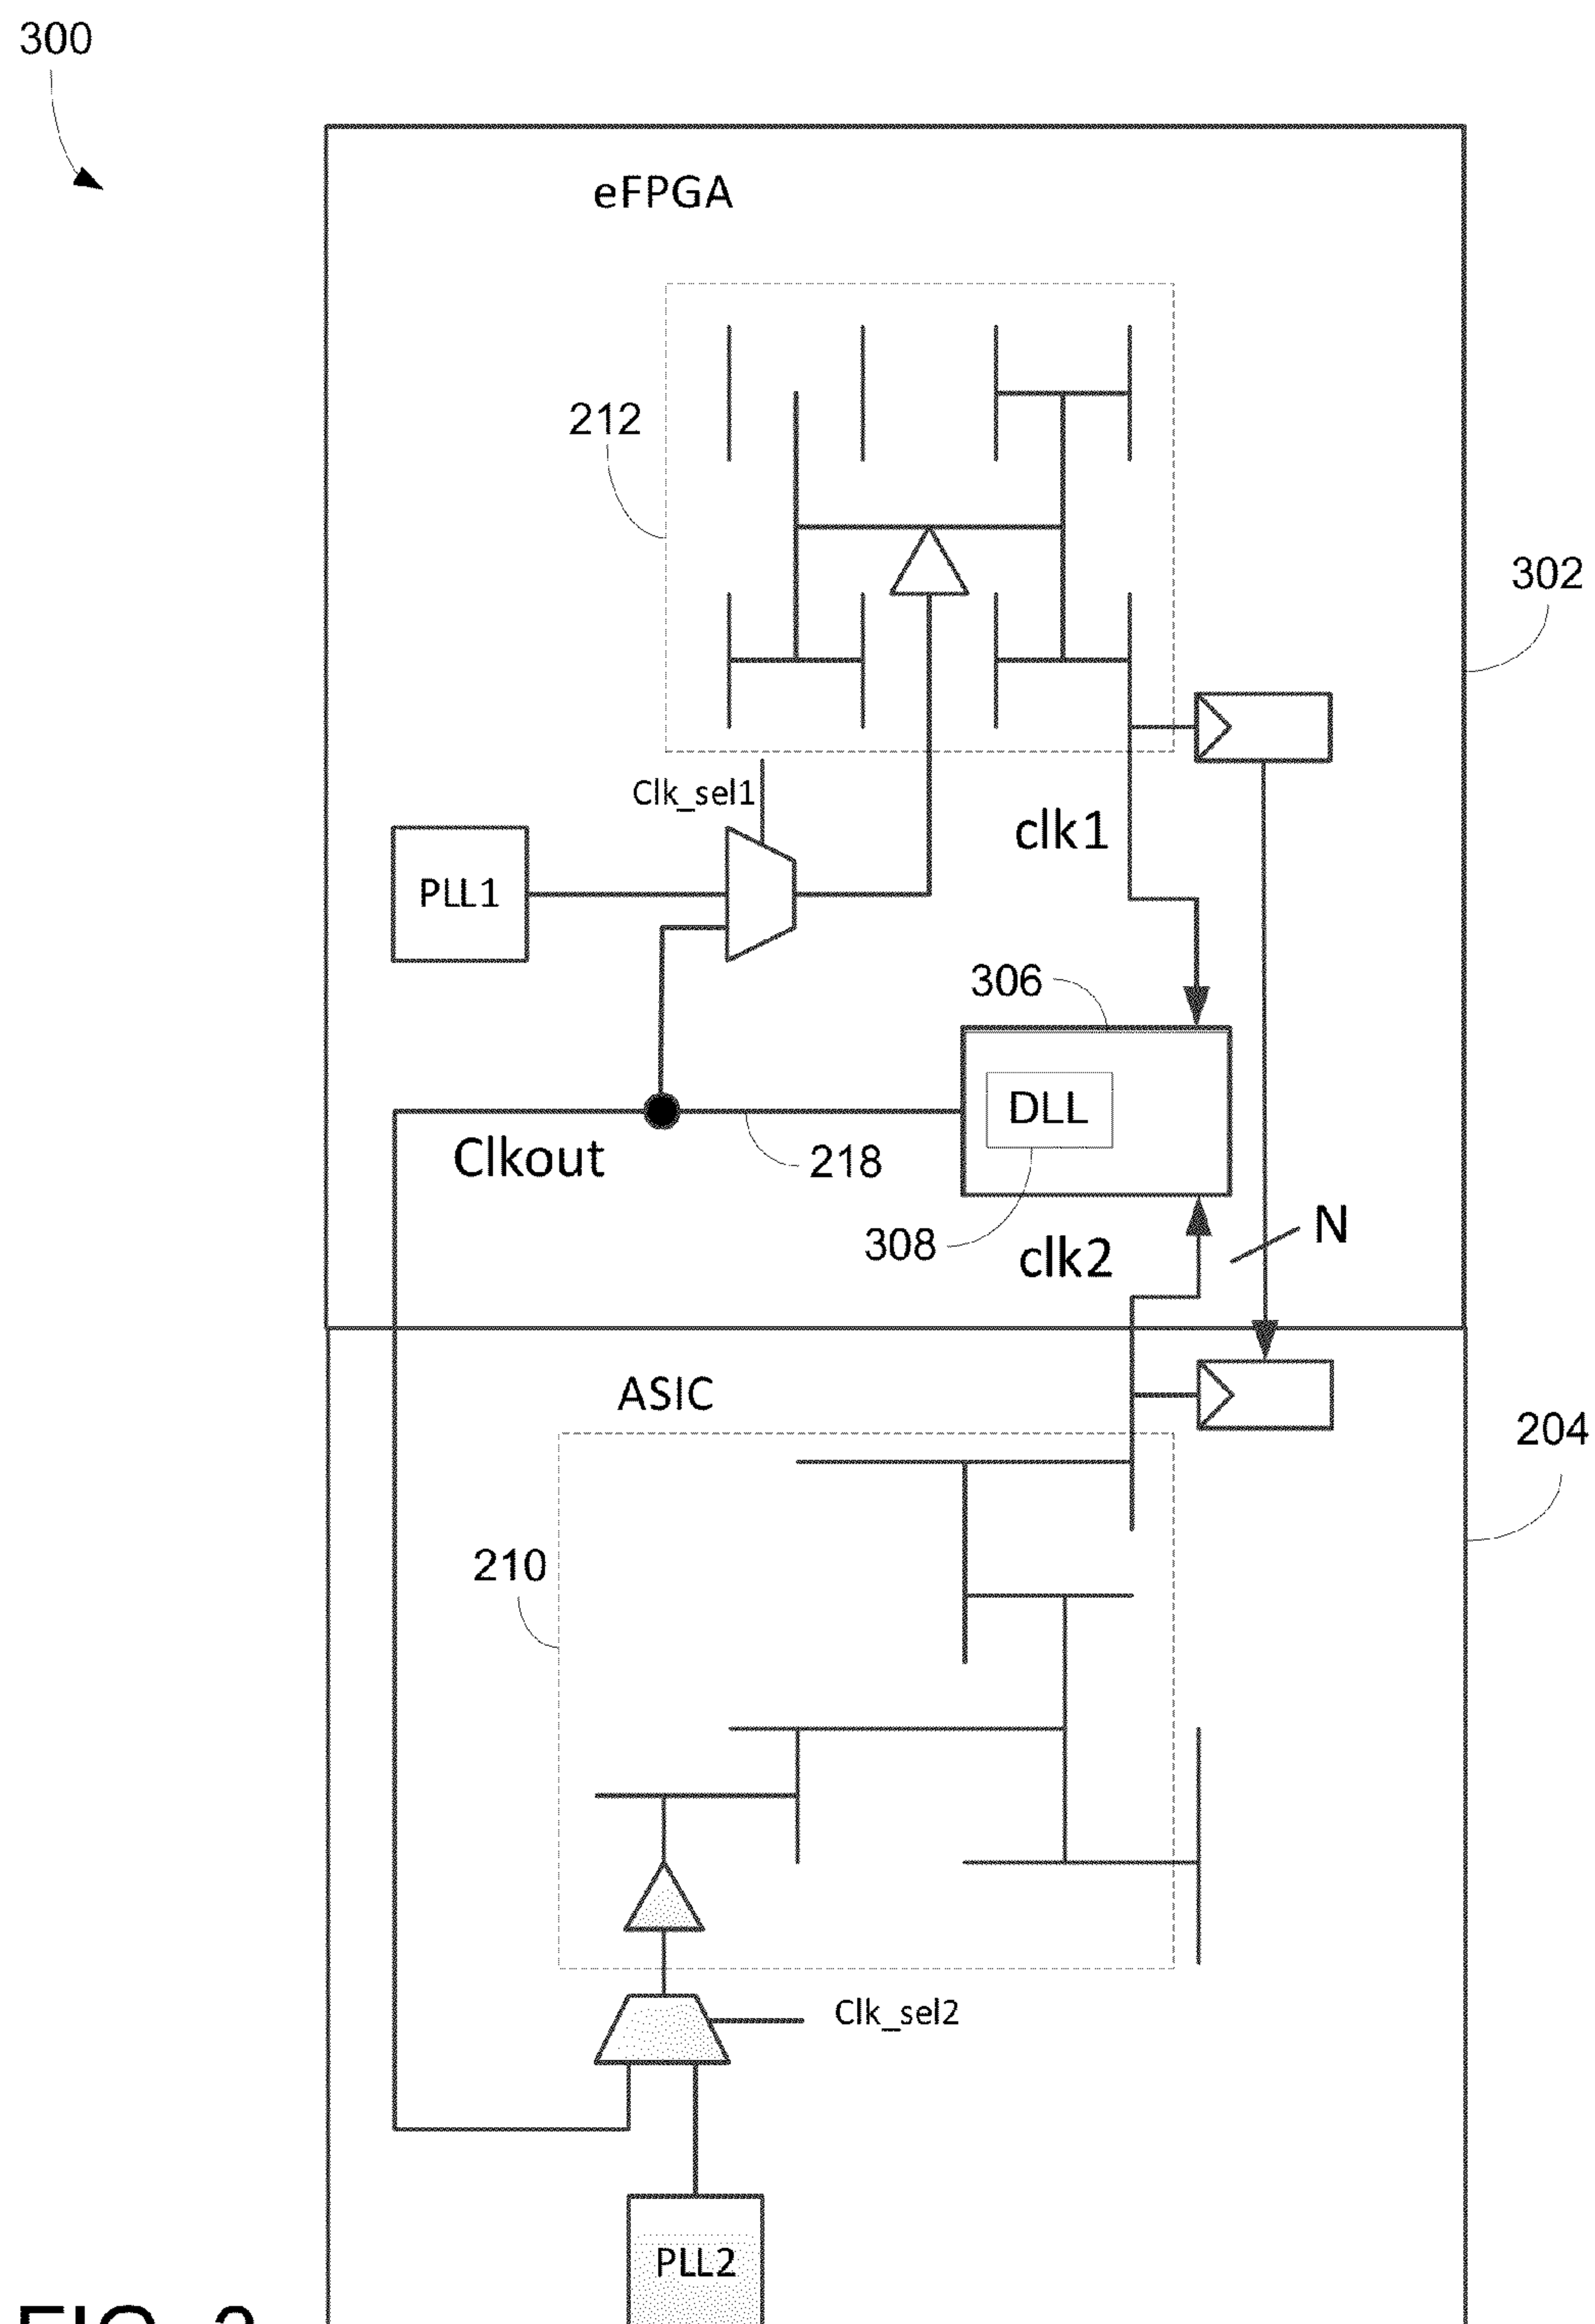 300
eFPGA
212
302
Clk_sel1
clk1
PLL1
306
DLL
Clkout
218
308
clk2
N
ASIC
204
210
Clk_sel2
PLL2